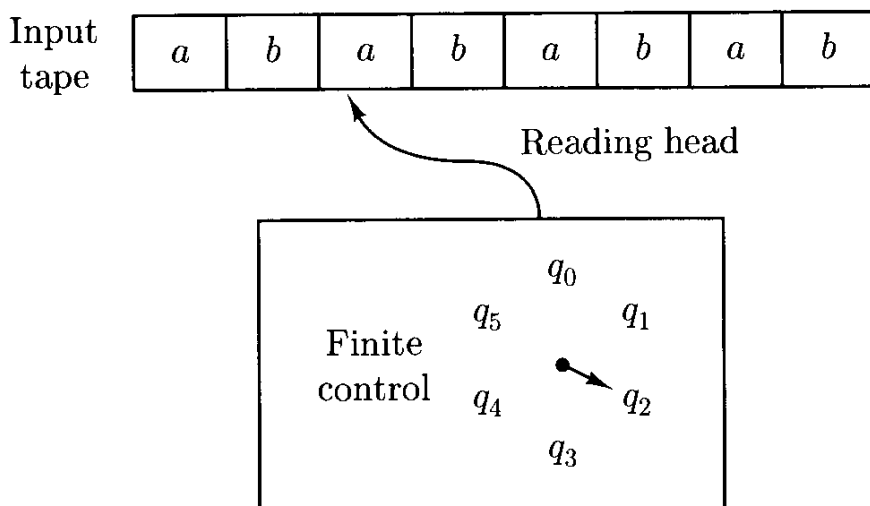 Input
tape
a b a b a b a b
Reading head
q0
q5 q1
Finite
control
q4 q2
q3